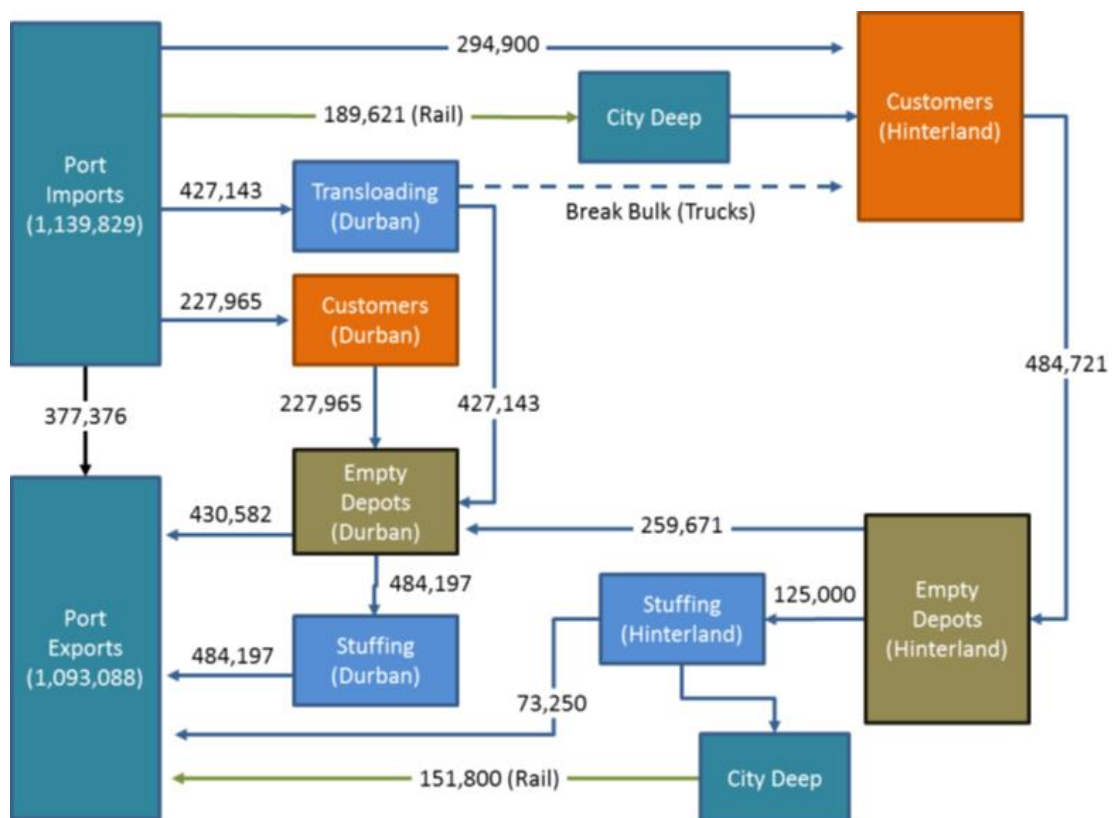 294,900
189,621 (Rail)
City Deep
Customers
(Hinterland)
Port
Imports
(1,139,829)
427,143
Transloading
(Durban)
Break Bulk (Trucks)
227,965
Customers
(Durban)
484,721
377,376
227,965
427,143
Empty
Depots
(Durban)
430,582
259,671
484,197
125,000
Stuffing
(Hinterland)
Empty
Depots
(Hinterland)
Port
Exports
(1,093,088)
484,197
Stuffing
(Durban)
73,250
151,800 (Rail)
City Deep